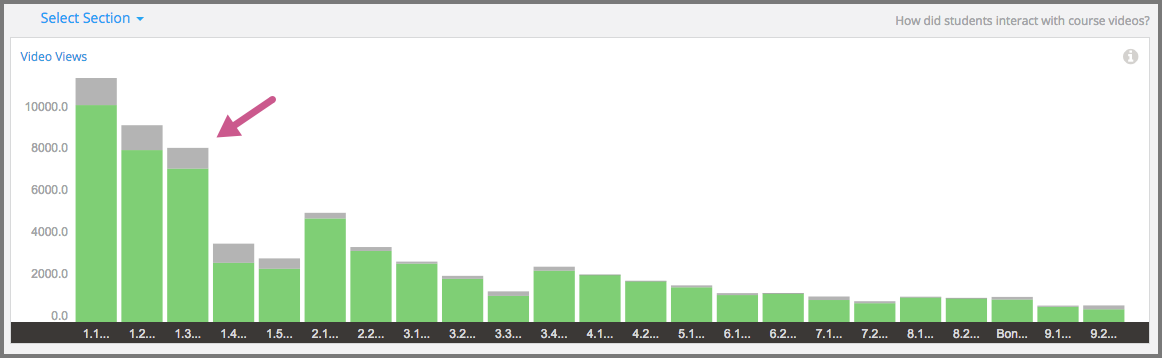 Select Section
How did students interact with course videos?
Video Views
10000.0
8000.0
6000.0
4000.0
2000.0
0.0
1.1... 1.2... 1.3... 1.4... 1.5... 2.1... 2.2... 3.1... 3.2... 3.3... 3.4... 4.1... 4.2... 5.1... 6.1... 6.2... 7.1... 7.2... 8.1... 8.2... Bon... 9.1... 9.2...